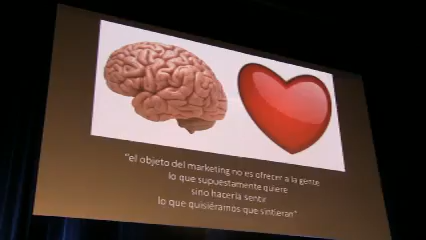 "el objeto del marketing no es ofrecer a la gente
lo que supuestamente quiere
sino hacerla sentir
lo que quisiéramos que sintieran"